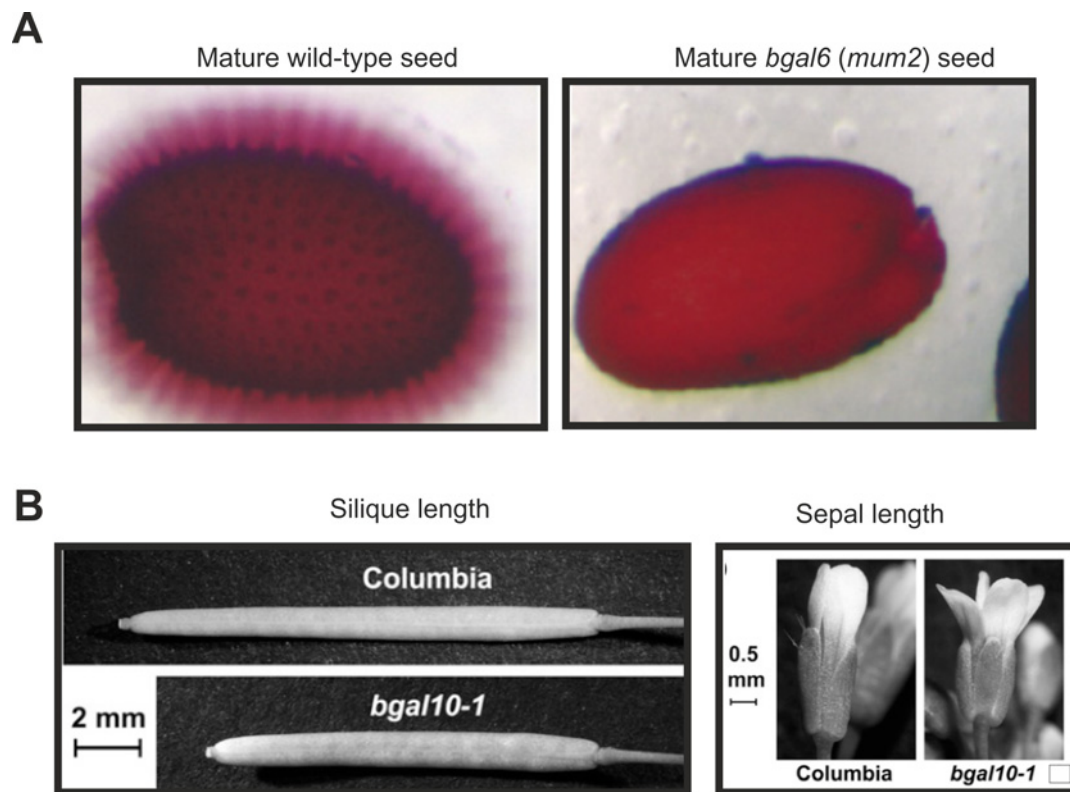 A
Mature wild-type seed
Mature bgal6 (mum2) seed
B
Silique length
Sepal length
Columbia
2 mm
bgal10-1
0.5
mm
Columbia
bgal10-1